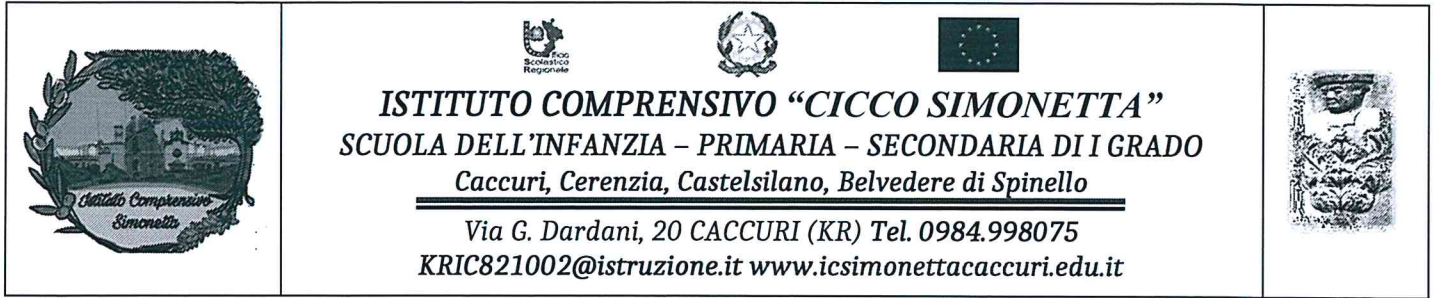 Istituto Comprensivo
Simonetta
Scolastico
Regionale
ISTITUTO COMPRENSIVO “CICCO SIMONETTA”
SCUOLA DELL’INFANZIA – PRIMARIA – SECONDARIA DI I GRADO
Caccuri, Cerenzia, Castelsilano, Belvedere di Spinello
Via G. Dardani, 20 CACCURI (KR) Tel. 0984.998075
KRIC821002@istruzione.it www.icsimonettacaccuri.edu.it